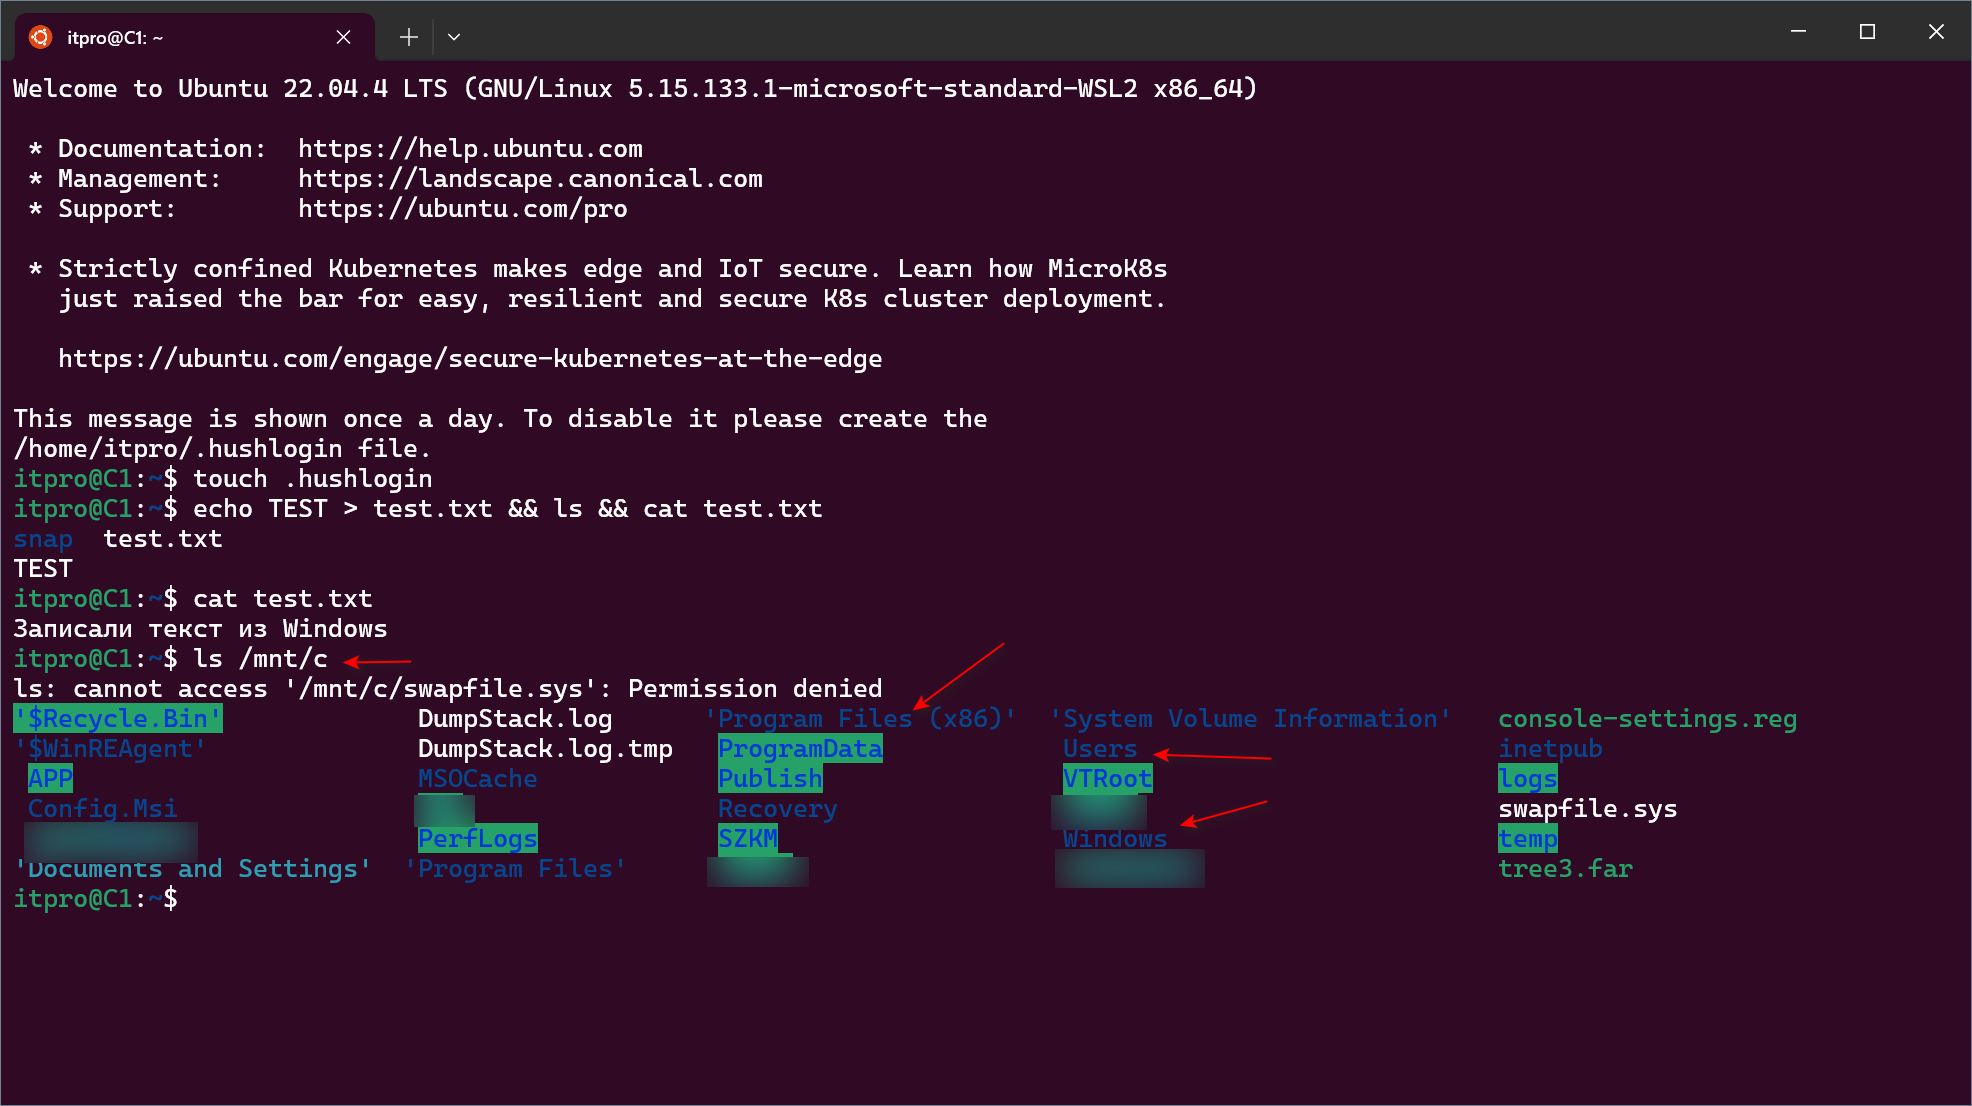 itpro@C1: ~
Welcome to Ubuntu 22.04.4 LTS (GNU/Linux 5.15.133.1-microsoft-standard-WSL2 x86_64)
* Documentation:  https://help.ubuntu.com
* Management:     https://landscape.canonical.com
* Support:        https://ubuntu.com/pro
* Strictly confined Kubernetes makes edge and IoT secure. Learn how MicroK8s
just raised the bar for easy, resilient and secure K8s cluster deployment.
https://ubuntu.com/engage/secure-kubernetes-at-the-edge
This message is shown once a day. To disable it please create the
/home/itpro/.hushlogin file.
itpro@C1:~$ touch .hushlogin
itpro@C1:~$ echo TEST > test.txt && ls && cat test.txt
snap  test.txt
TEST
itpro@C1:~$ cat test.txt
Записали текст из Windows
itpro@C1:~$ ls /mnt/c
ls: cannot access '/mnt/c/swapfile.sys': Permission denied
'$Recycle.Bin' DumpStack.log 'Program Files (x86)' 'System Volume Information' console-settings.reg
'$WinREAgent' DumpStack.log.tmp ProgramData Users inetpub
APP MSOCache Publish VTRoot logs
Config.Msi Recovery swapfile.sys
PerfLogs SZKM Windows temp
'Documents and Settings' 'Program Files' tree3.far
itpro@C1:~$